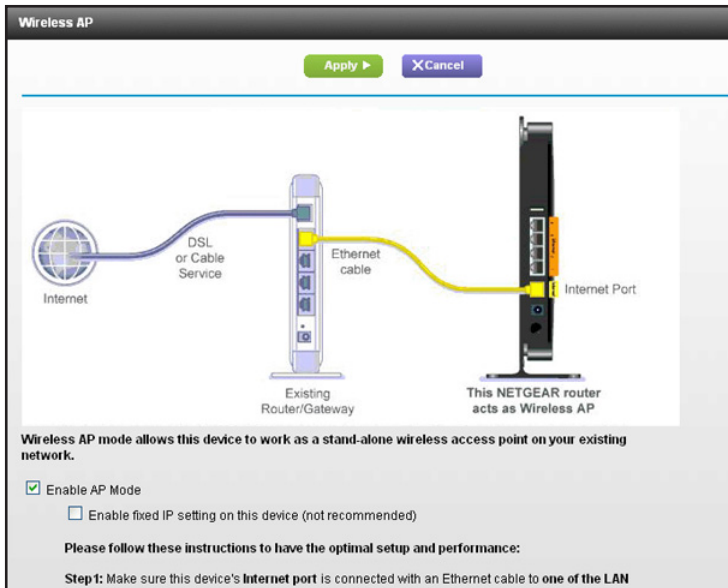 Wireless AP
Apply
Cancel
DSL
or Cable
Service
Ethernet
cable
Internet
Internet Port
Existing
Router/Gateway
This NETGEAR router
acts as Wireless AP
Wireless AP mode allows this device to work as a stand-alone wireless access point on your existing
network.
Enable AP Mode
Enable fixed IP setting on this device (not recommended)
Please follow these instructions to have the optimal setup and performance:
Step1: Make sure this device's Internet port is connected with an Ethernet cable to one of the LAN